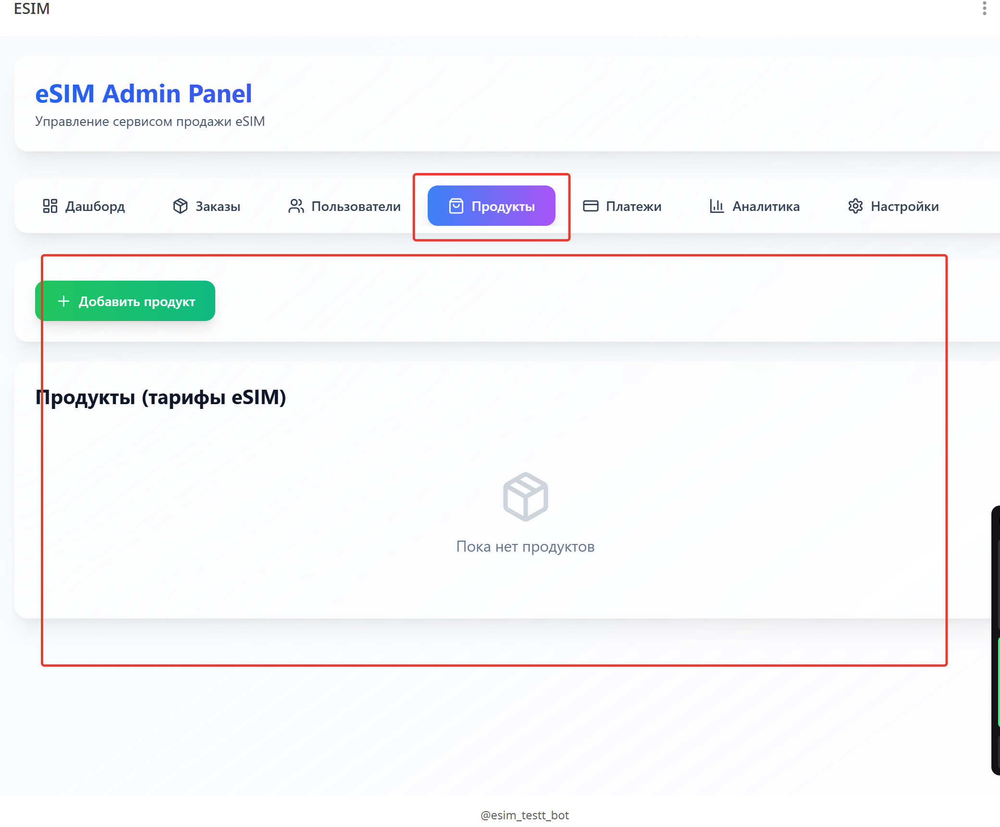 ESIM
eSIM Admin Panel
Управление сервисом продажи eSIM
Дашборд
Заказы
Пользователи
Продукты
Платежи
Аналитика
Настройки
Добавить продукт
Продукты (тарифы eSIM)
Пока нет продуктов
@esim_testt_bot